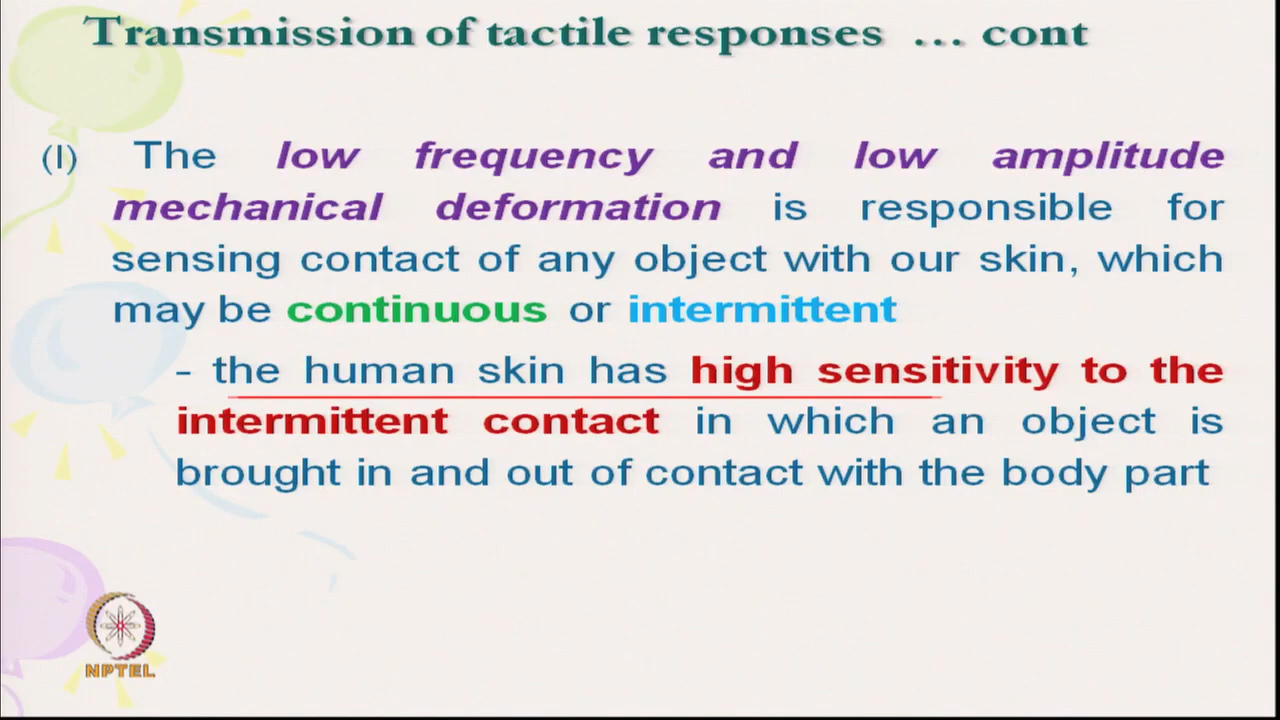 Transmission of tactile responses ... cont
(I) The low frequency and low amplitude
mechanical deformation is responsible for
sensing contact of any object with our skin, which
may be continuous or intermittent
- the human skin has high sensitivity to the
intermittent contact in which an object is
brought in and out of contact with the body part
NPTEL